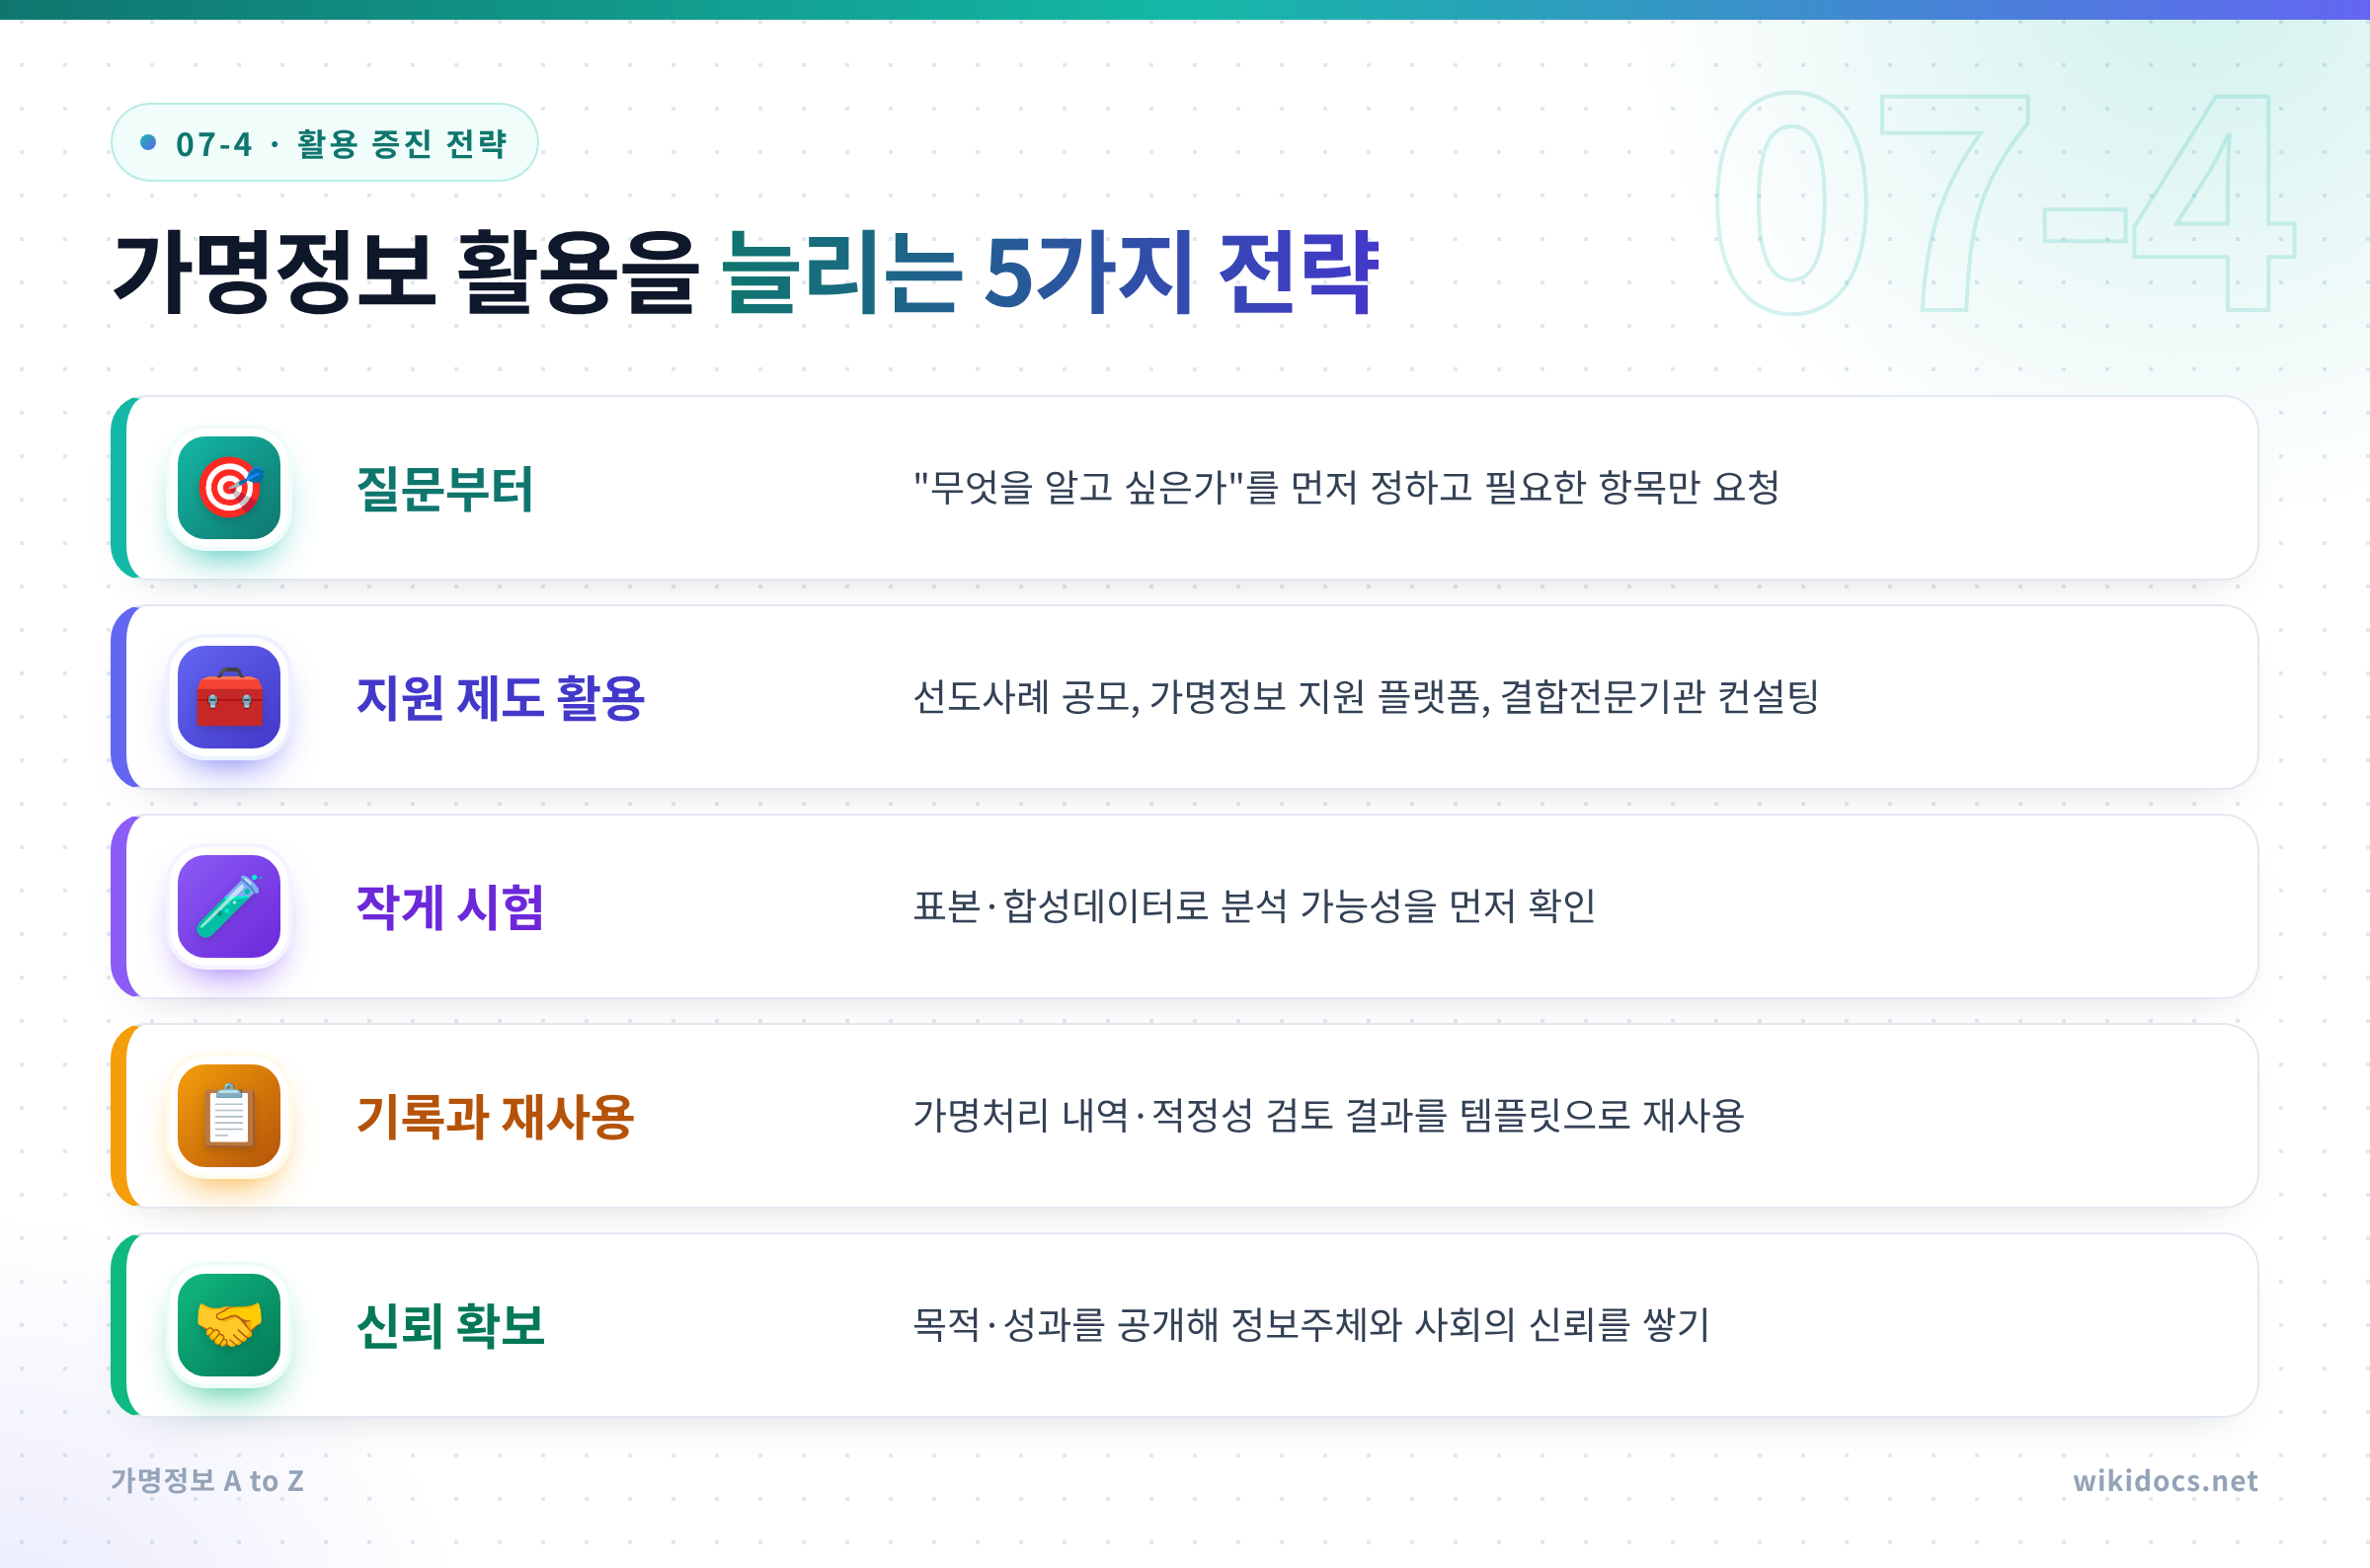 07-4 · 활용 증진 전략
07-4
가명정보 활용을 늘리는 5가지 전략
질문부터
"무엇을 알고 싶은가"를 먼저 정하고 필요한 항목만 요청
지원 제도 활용
선도사례 공모, 가명정보 지원 플랫폼, 결합전문기관 컨설팅
작게 시험
표본·합성데이터로 분석 가능성을 먼저 확인
기록과 재사용
가명처리 내역·적정성 검토 결과를 템플릿으로 재사용
신뢰 확보
목적·성과를 공개해 정보주체와 사회의 신뢰를 쌓기
가명정보 A to Z
wikidocs.net